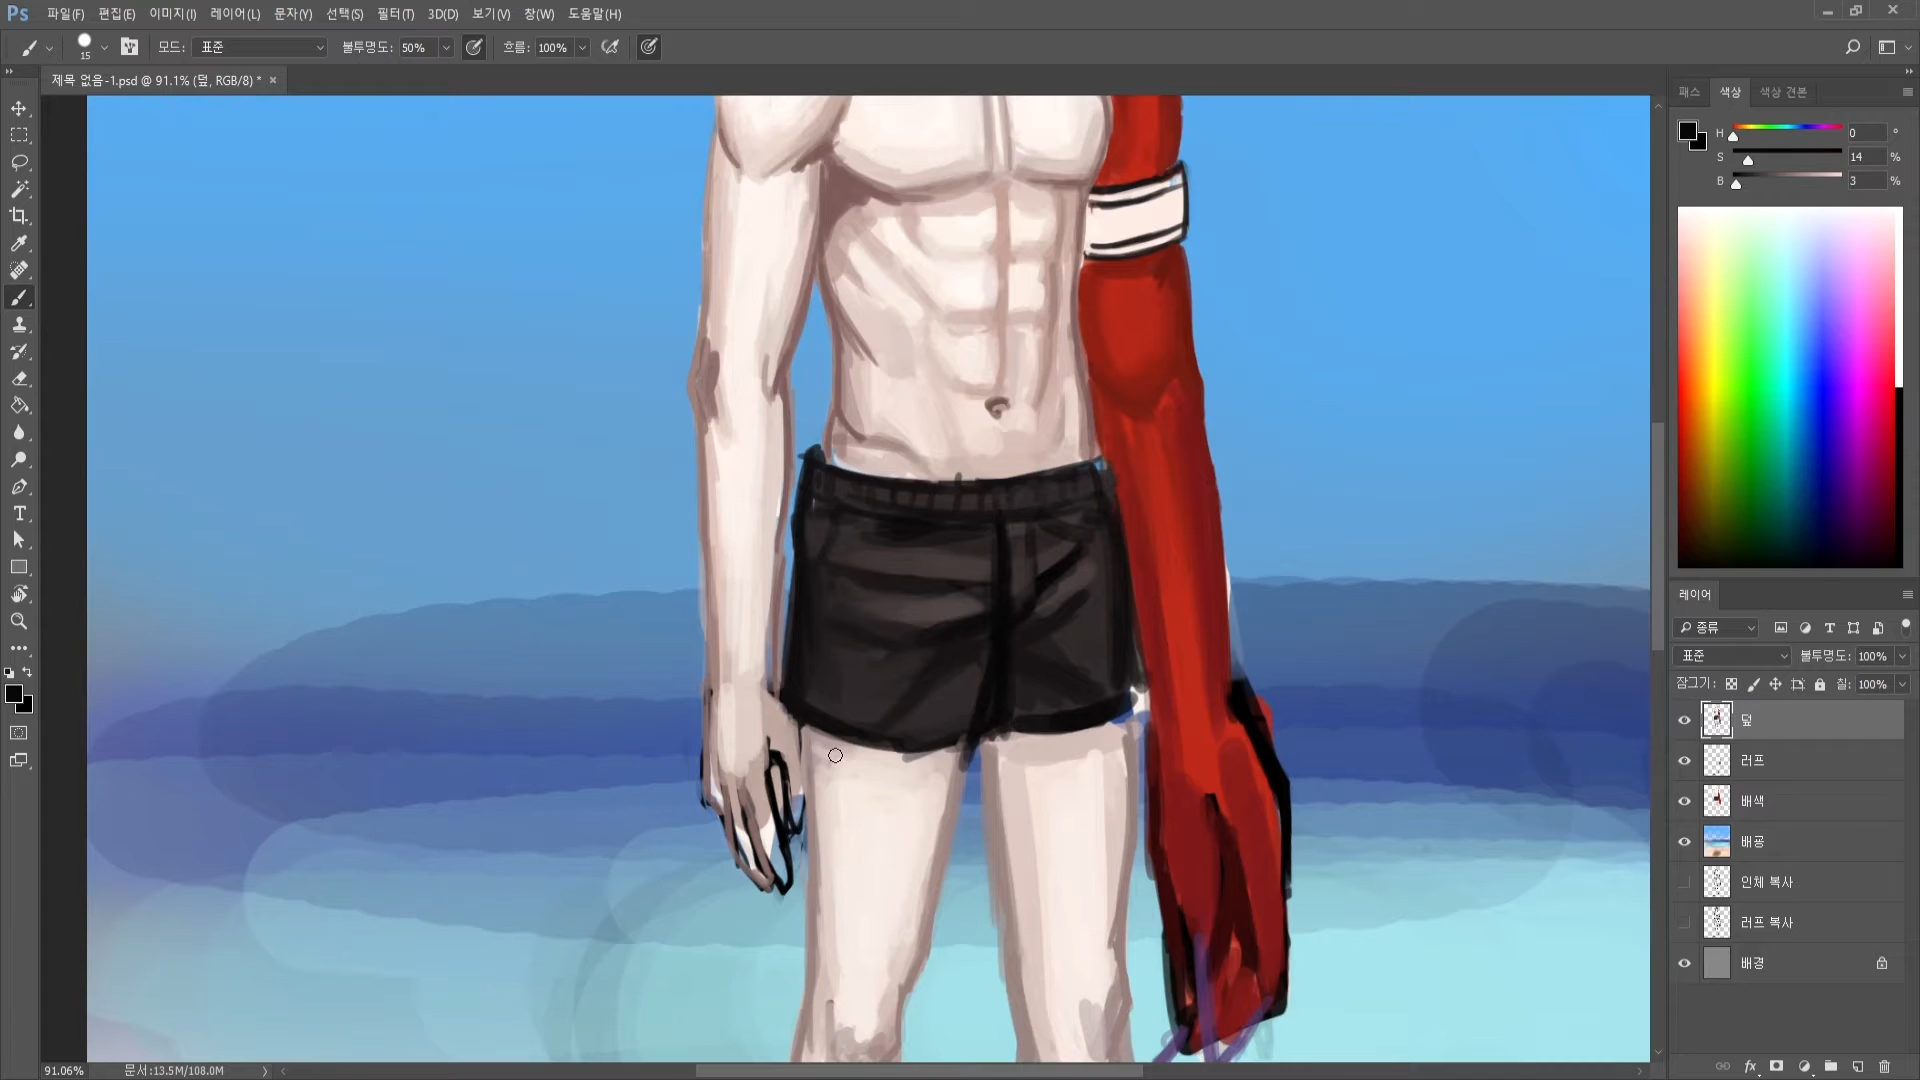 Ps 파일(F) 편집(E) 이미지(I) 레이어(L) 문자(Y) 선택(S) 필터(T) 3D(D) 보기(V) 창(W) 도움말(H)
15 모드: 표준 불투명도: 50% 흐름: 100%
제목 없음-1.psd @ 91.1% (덮, RGB/8) * ×
패스 색상 색상 견본
H 0 °
S 14 %
B 3 %
레이어
종류
표준 불투명도: 100%
잠그기: 칠: 100%
덮
러프
배색
배굥
인체 복사
러프 복사
배경
fx
91.06% 문서:13.5M/108.0M